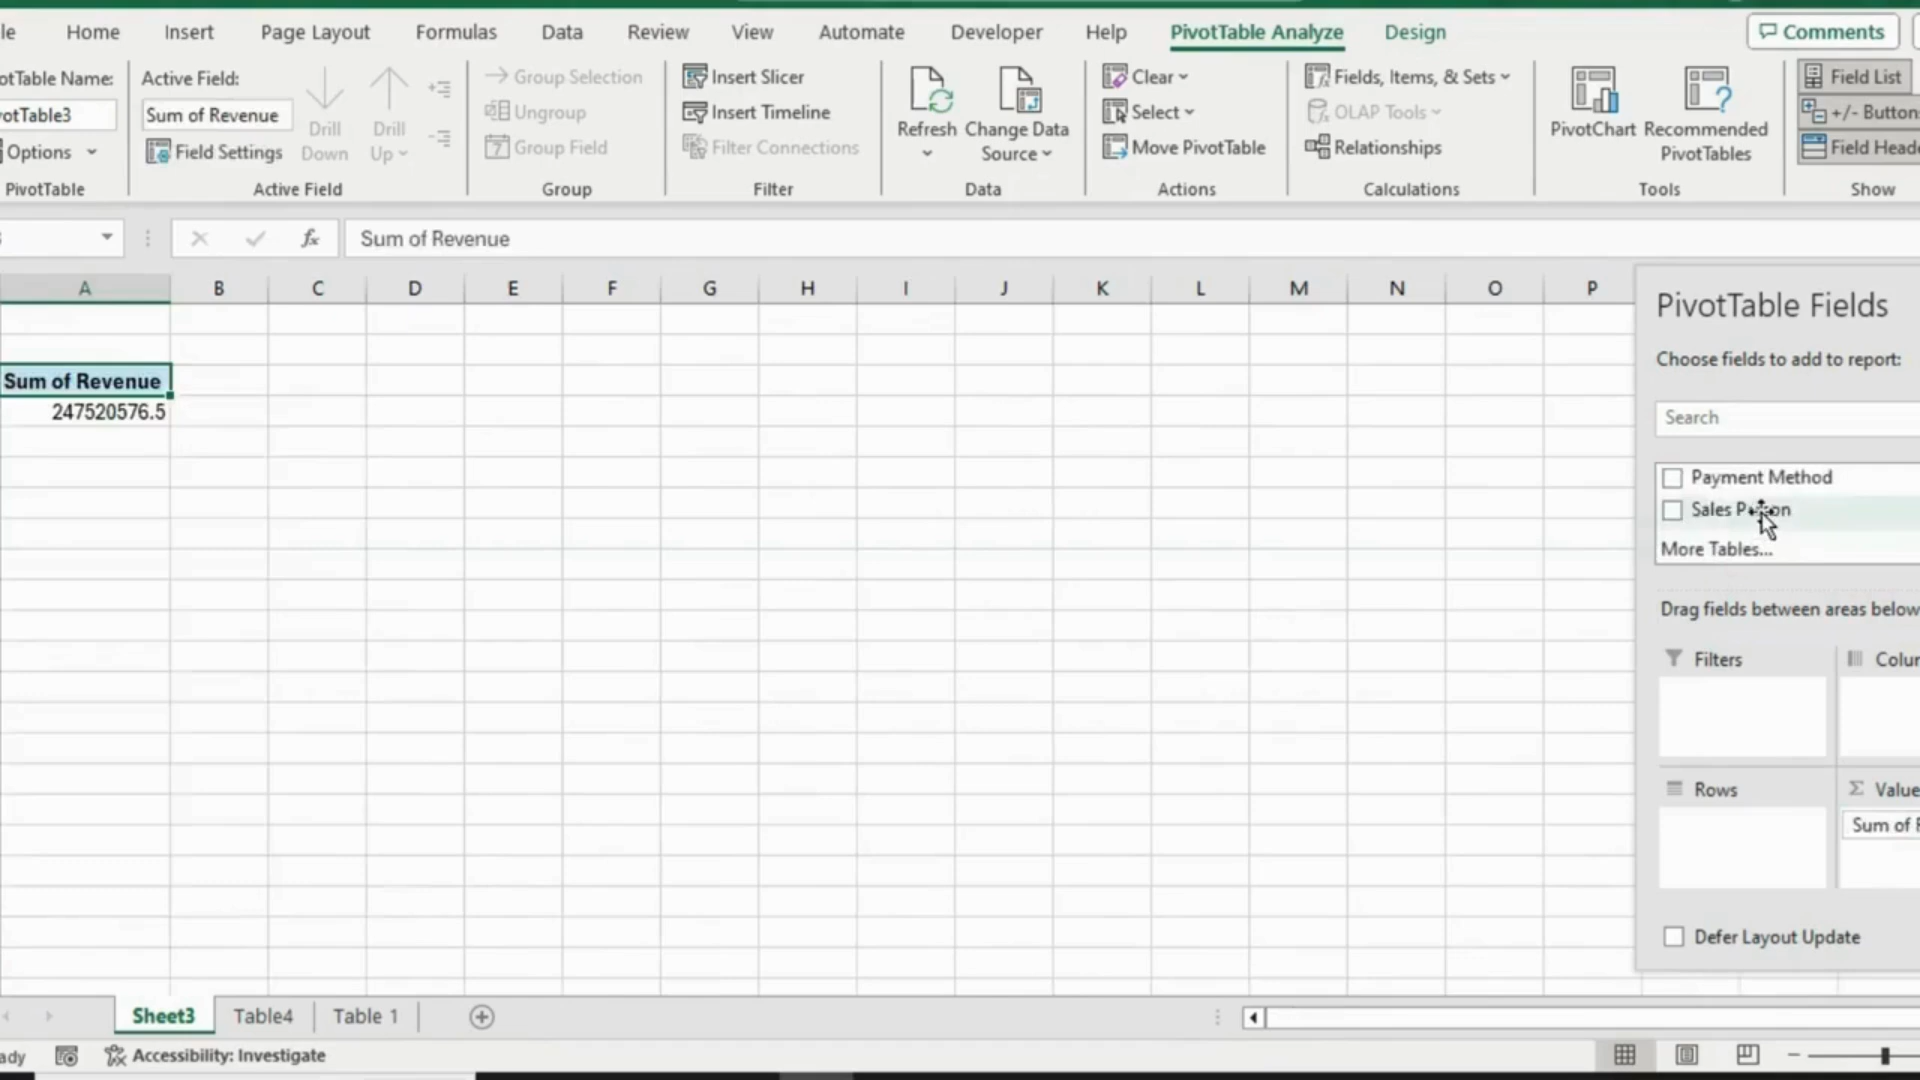 le Home Insert Page Layout Formulas Data Review View Automate Developer Help PivotTable Analyze Design Comments
otTable Name: Active Field: Group Selection Insert Slicer Clear Fields, Items, & Sets Field List
otTable3 Sum of Revenue Drill Down Drill Up Ungroup Insert Timeline Refresh Change Data Source Select OLAP Tools PivotChart Recommended PivotTables +/- Button
Options Field Settings Group Field Filter Connections Move PivotTable Relationships Field Heade
PivotTable Active Field Group Filter Data Actions Calculations Tools Show
fx Sum of Revenue
A B C D E F G H I J K L M N O P
Sum of Revenue
247520576.5
PivotTable Fields
Choose fields to add to report:
Search
Payment Method
Sales P on
More Tables...
Drag fields between areas below
Filters Colur
Rows Σ Value
Sum of
Defer Layout Update
Sheet3 Table4 Table 1
ady Accessibility: Investigate